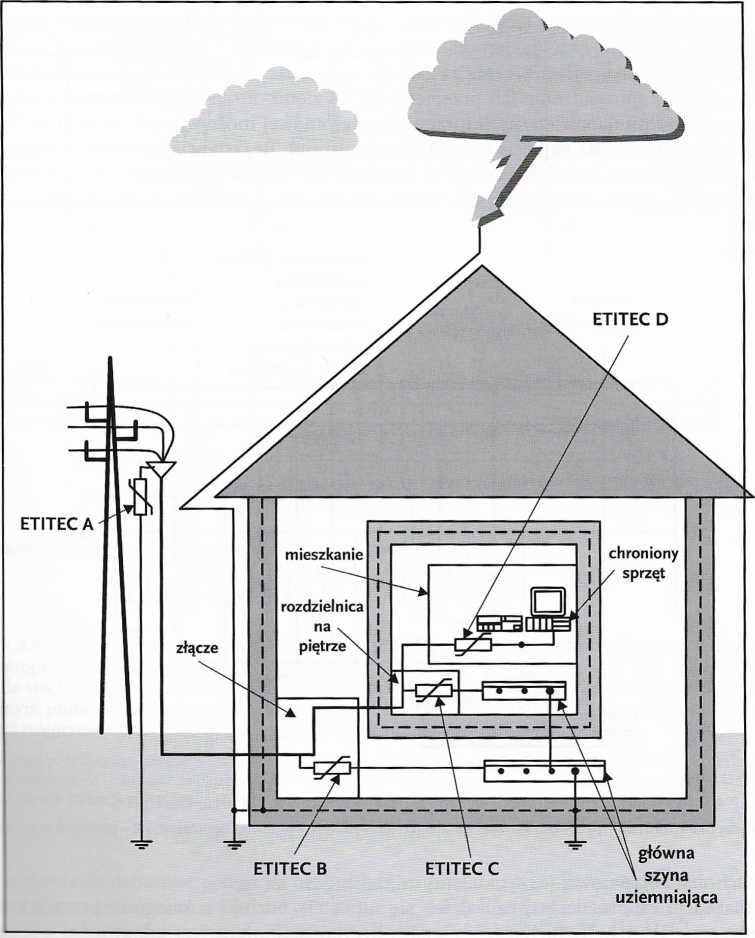 ETITEC D
ETITEC A
mieszkanie
chroniony
sprzęt
rozdzielnica
na
piętrze
złącze
ETITEC B
ETITEC C
główna
szyna
uziemniająca